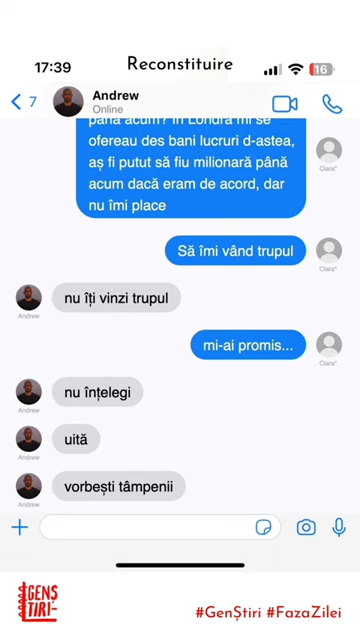 Reconstituire
17:39
16
7
Andrew
Online
până acum? În Londra mi se
ofereau des bani lucruri d-astea,
aș fi putut să fiu milionară până
acum dacă eram de acord, dar
nu îmi place
Clara*
Să îmi vând trupul
Clara*
nu îți vinzi trupul
Andrew
mi-ai promis...
Clara*
nu înțelegi
Andrew
uită
Andrew
vorbești tâmpenii
Andrew
GENȘ
TIRI-
#GenȘtiri #FazaZilei